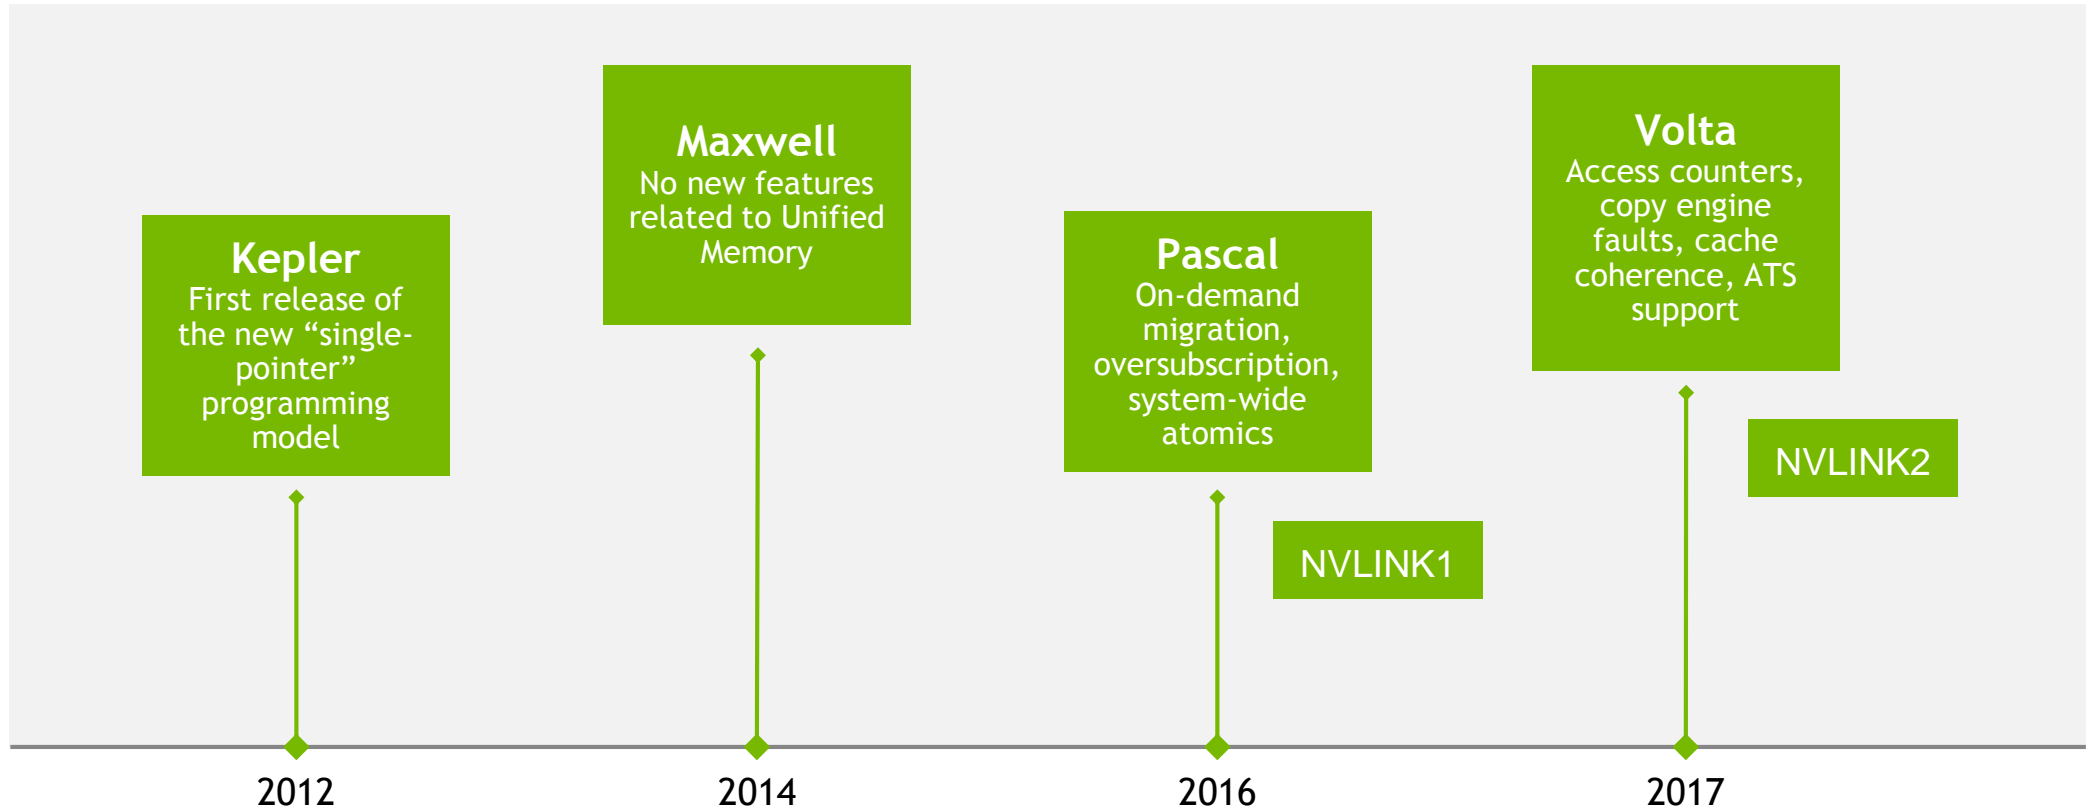 Kepler
First release of
the new “single-
pointer”
programming
model
Maxwell
No new features
related to Unified
Memory
Pascal
On-demand
migration,
oversubscription,
system-wide
atomics
NVLINK1
Volta
Access counters,
copy engine
faults, cache
coherence, ATS
support
NVLINK2
2012
2014
2016
2017